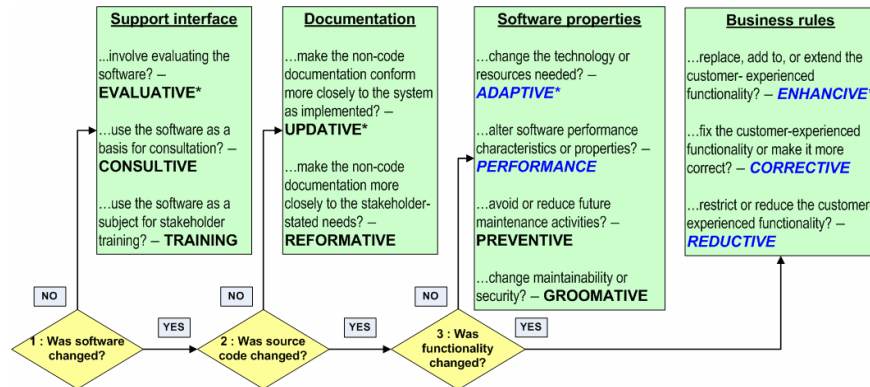 Support interface
...involve evaluating the
software? –
EVALUATIVE*
...use the software as a
basis for consultation? –
CONSULTIVE
...use the software as a
subject for stakeholder
training? – TRAINING
Documentation
...make the non-code
documentation conform
more closely to the system
as implemented? –
UPDATIVE*
...make the non-code
documentation more
closely to the stakeholder-
stated needs? –
REFORMATIVE
Software properties
...change the technology or
resources needed? –
ADAPTIVE*
...alter software performance
characteristics or properties? –
PERFORMANCE
...avoid or reduce future
maintenance activities? –
PREVENTIVE
...change maintainability or
security? – GROOMATIVE
Business rules
...replace, add to, or extend the
customer- experienced
functionality? – ENHANCIVE*
...fix the customer-experienced
functionality or make it more
correct? – CORRECTIVE
...restrict or reduce the customer
experienced functionality? –
REDUCTIVE
NO
1 : Was software
changed?
YES
NO
2 : Was source
code changed?
YES
NO
3 : Was
functionality
changed?
YES